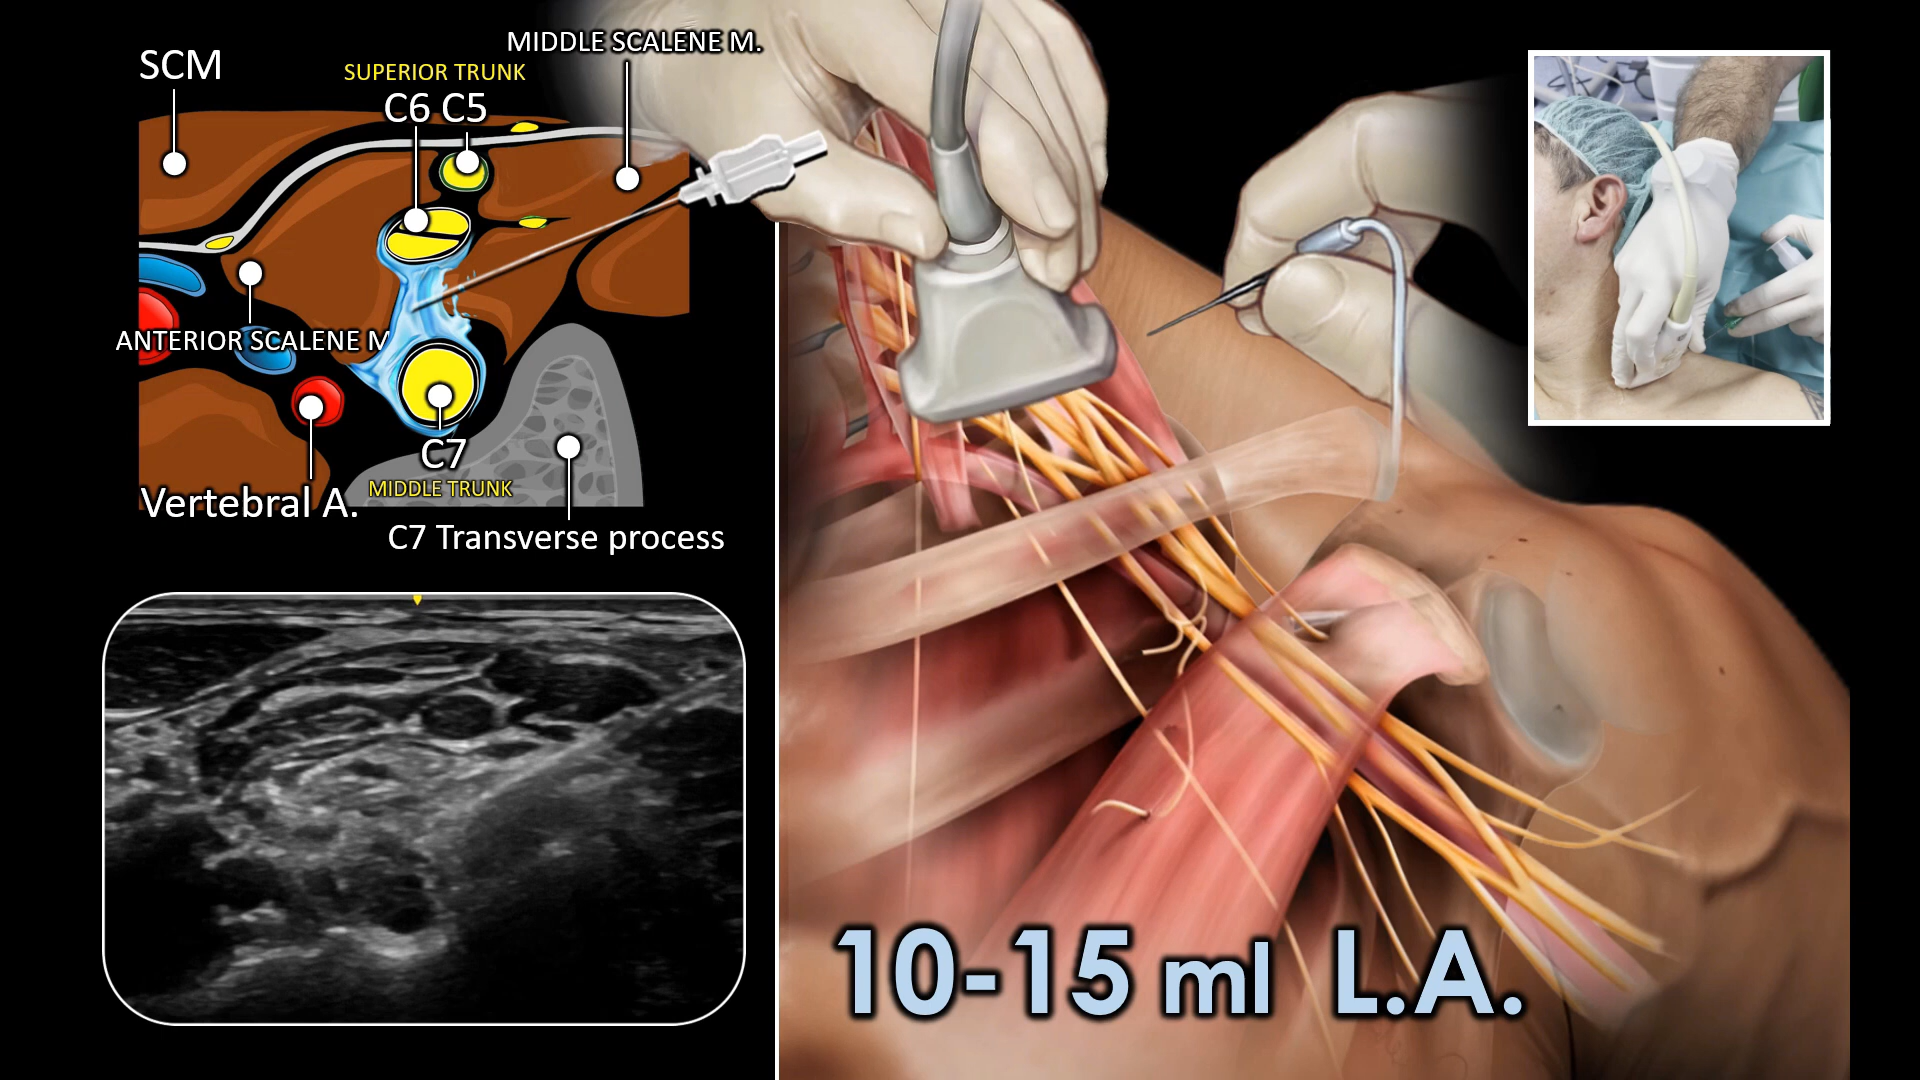 MIDDLE SCALENE M.
SCM
SUPERIOR TRUNK
C6 C5
ANTERIOR SCALENE M
C7
MIDDLE TRUNK
Vertebral A.
C7 Transverse process
10-15 ml L.A.